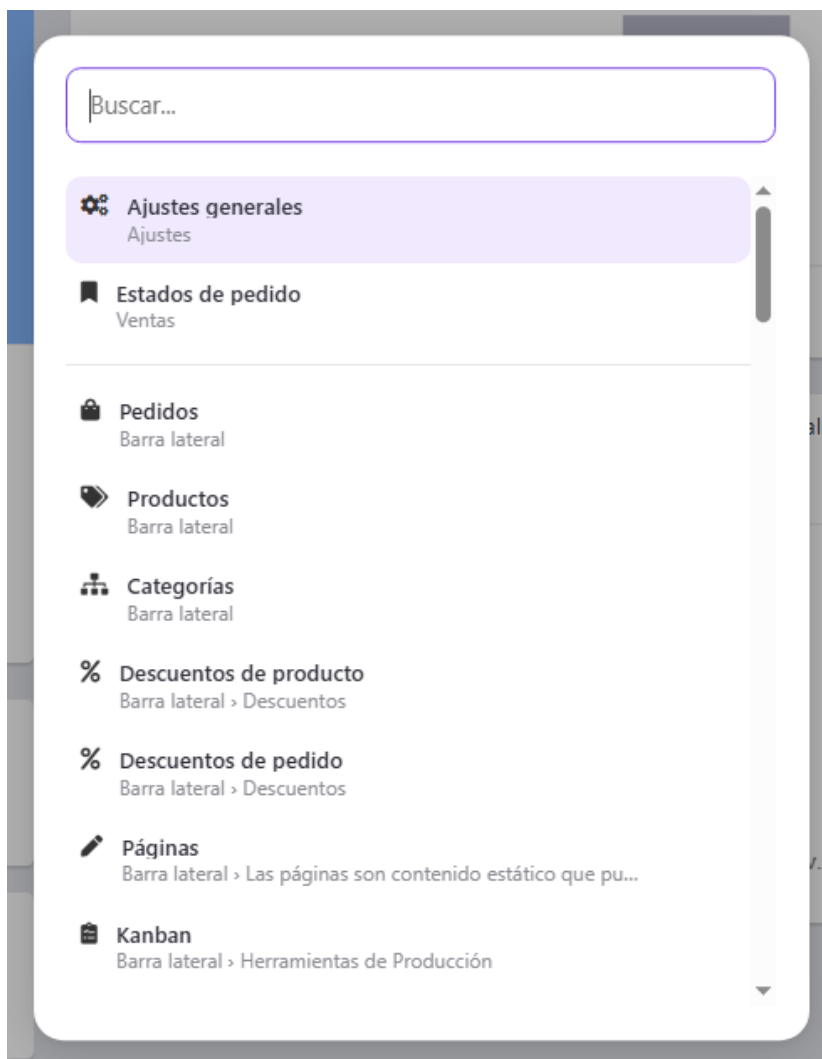 Buscar...
Ajustes generales
Ajustes
Estados de pedido
Ventas
Pedidos
Barra lateral
Productos
Barra lateral
Categorías
Barra lateral
Descuentos de producto
Barra lateral › Descuentos
Descuentos de pedido
Barra lateral › Descuentos
Páginas
Barra lateral › Las páginas son contenido estático que pu...
Kanban
Barra lateral › Herramientas de Producción